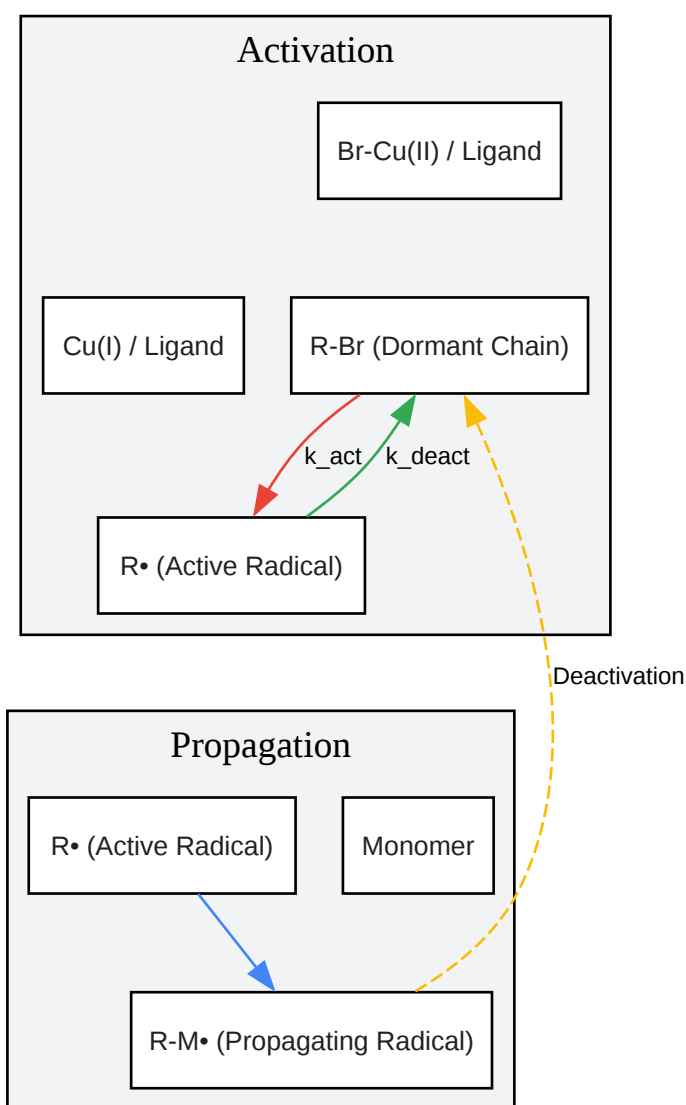 Activation
Br-Cu(II) / Ligand
Cu(I) / Ligand
R-Br (Dormant Chain)
k_act
k_deact
R• (Active Radical)
Deactivation
Propagation
R• (Active Radical)
Monomer
R-M• (Propagating Radical)